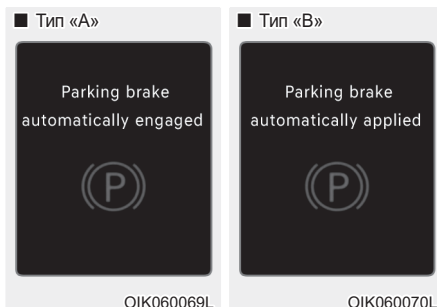 ■ Тип «А»
Parking brake
automatically engaged
P
OIK060069L
■ Тип «В»
Parking brake
automatically applied
P
OIK060070L